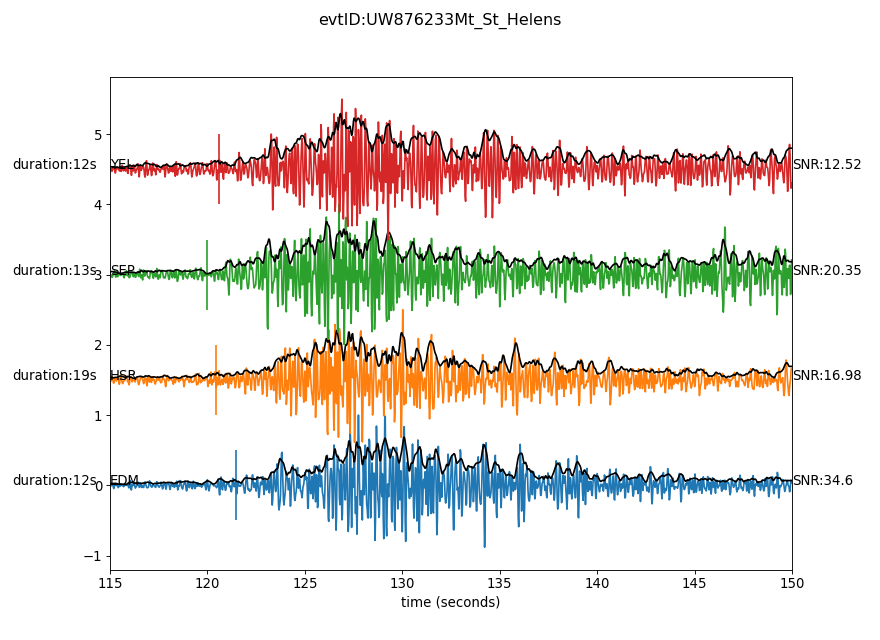 evtID:UW876233Mt_St_Helens
5
duration:12s YEL SNR:12.52
4
duration:13s 3 SEP SNR:20.35
2
duration:19s HSR SNR:16.98
1
duration:12s 0 EDM SNR:34.6
−1
115 120 125 130 135 140 145 150
time (seconds)